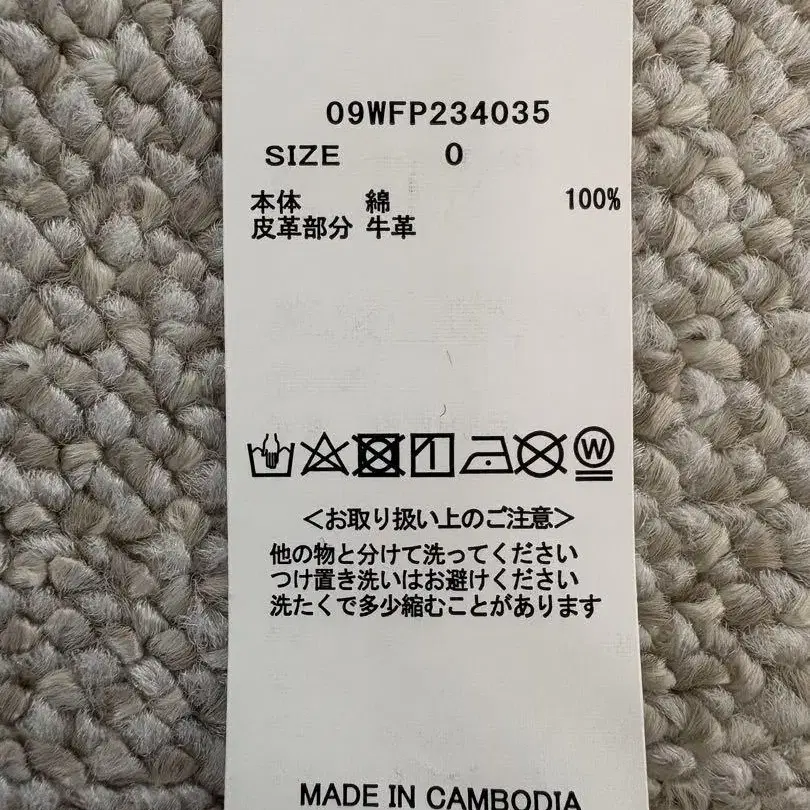 09WFP234035
SIZE 0
本体 綿 100%
皮革部分 牛革
W
<お取り扱い上のご注意>
他の物と分けて洗ってください
つけ置き洗いはお避けください
洗たくで多少縮むことがあります
MADE IN CAMBODIA